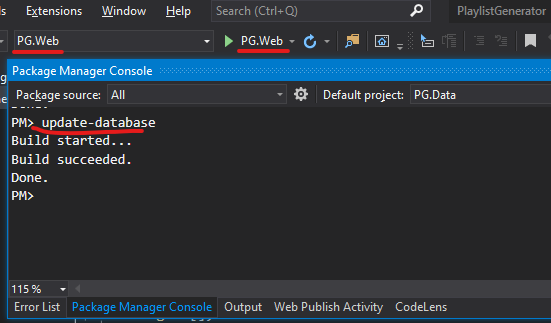 Extensions Window Help Search (Ctrl+Q) PlaylistGenerator
PG.Web PG.Web
Package Manager Console
Package source: All Default project: PG.Data
Done.
PM> update-database
Build started...
Build succeeded.
Done.
PM>
115 %
Error List Package Manager Console Output Web Publish Activity CodeLens